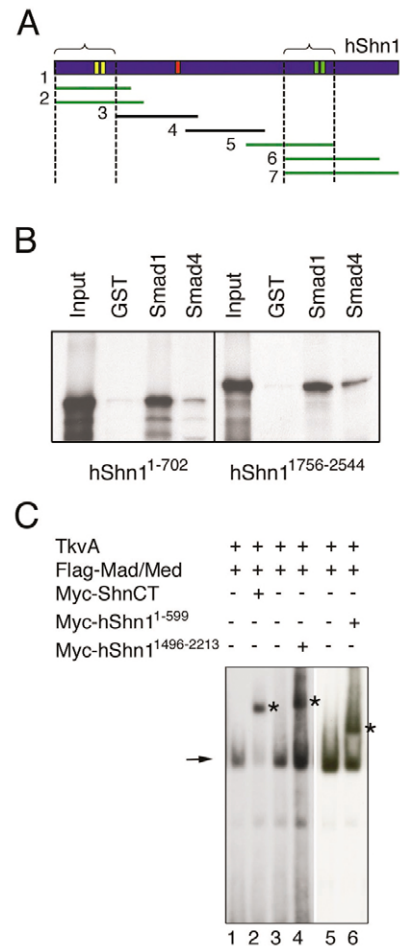 A
hShn1
1
2
3
4
5
6
7
B
Input GST Smad1 Smad4 Input GST Smad1 Smad4
hShn1^1-702 hShn1^1756-2544
C
TkvA + + + + + +
Flag-Mad/Med + + + + + +
Myc-ShnCT - + - - - -
Myc-hShn1^1-599 - - - - - +
Myc-hShn1^1496-2213 - - - + - -
* * *
1 2 3 4 5 6